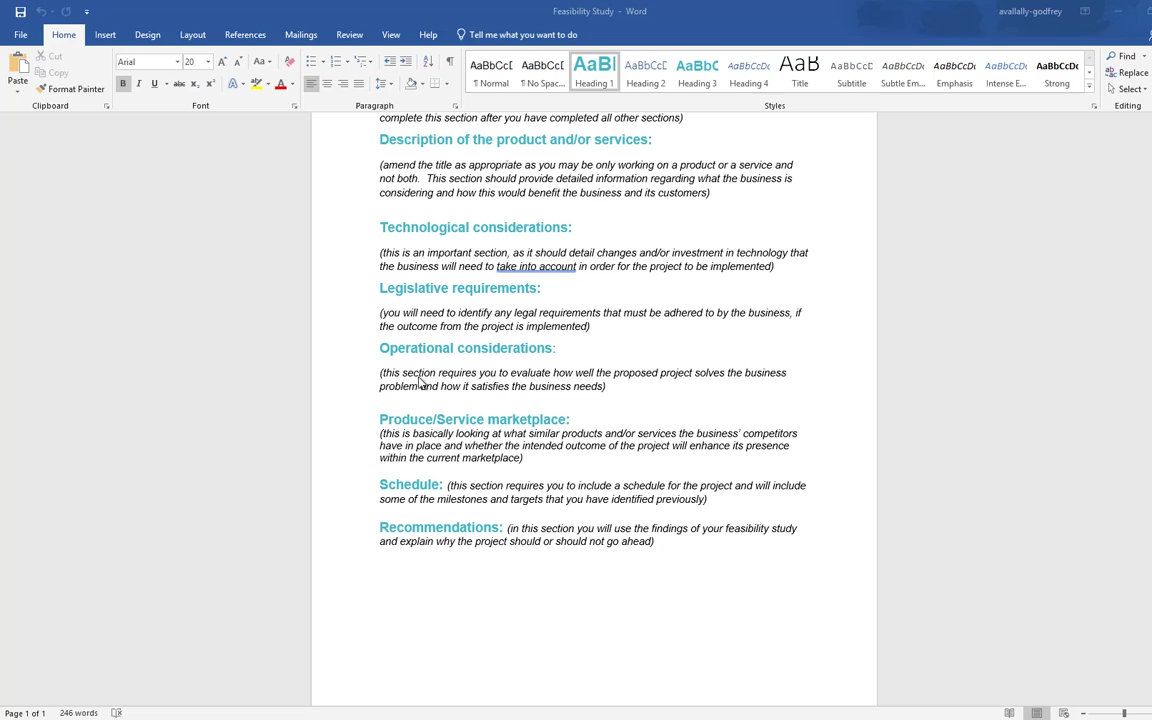 Feasibility Study - Word
avallally-godfrey
File Home Insert Design Layout References Mailings Review View Help Tell me what you want to do
Paste
Cut
Copy
Format Painter
Clipboard
Arial 20
Font
Paragraph
AaBbCcI AaBbCcI AaBl AaBbCcD AaBbC AaBbCcDc AaB AaBbCcD AaBbCcDc AaBbCcDc AaBbCcDc AaBbCcDc
¶ Normal ¶ No Spac... Heading 1 Heading 2 Heading 3 Heading 4 Title Subtitle Subtle Em... Emphasis Intense E... Strong
Styles
Find
Replace
Select
Editing
complete this section after you have completed all other sections)
Description of the product and/or services:
(amend the title as appropriate as you may be only working on a product or a service and
not both. This section should provide detailed information regarding what the business is
considering and how this would benefit the business and its customers)
Technological considerations:
(this is an important section, as it should detail changes and/or investment in technology that
the business will need to take into account in order for the project to be implemented)
Legislative requirements:
(you will need to identify any legal requirements that must be adhered to by the business, if
the outcome from the project is implemented)
Operational considerations:
(this section requires you to evaluate how well the proposed project solves the business
problem and how it satisfies the business needs)
Produce/Service marketplace:
(this is basically looking at what similar products and/or services the business' competitors
have in place and whether the intended outcome of the project will enhance its presence
within the current marketplace)
Schedule: (this section requires you to include a schedule for the project and will include
some of the milestones and targets that you have identified previously)
Recommendations: (in this section you will use the findings of your feasibility study
and explain why the project should or should not go ahead)
Page 1 of 1 246 words